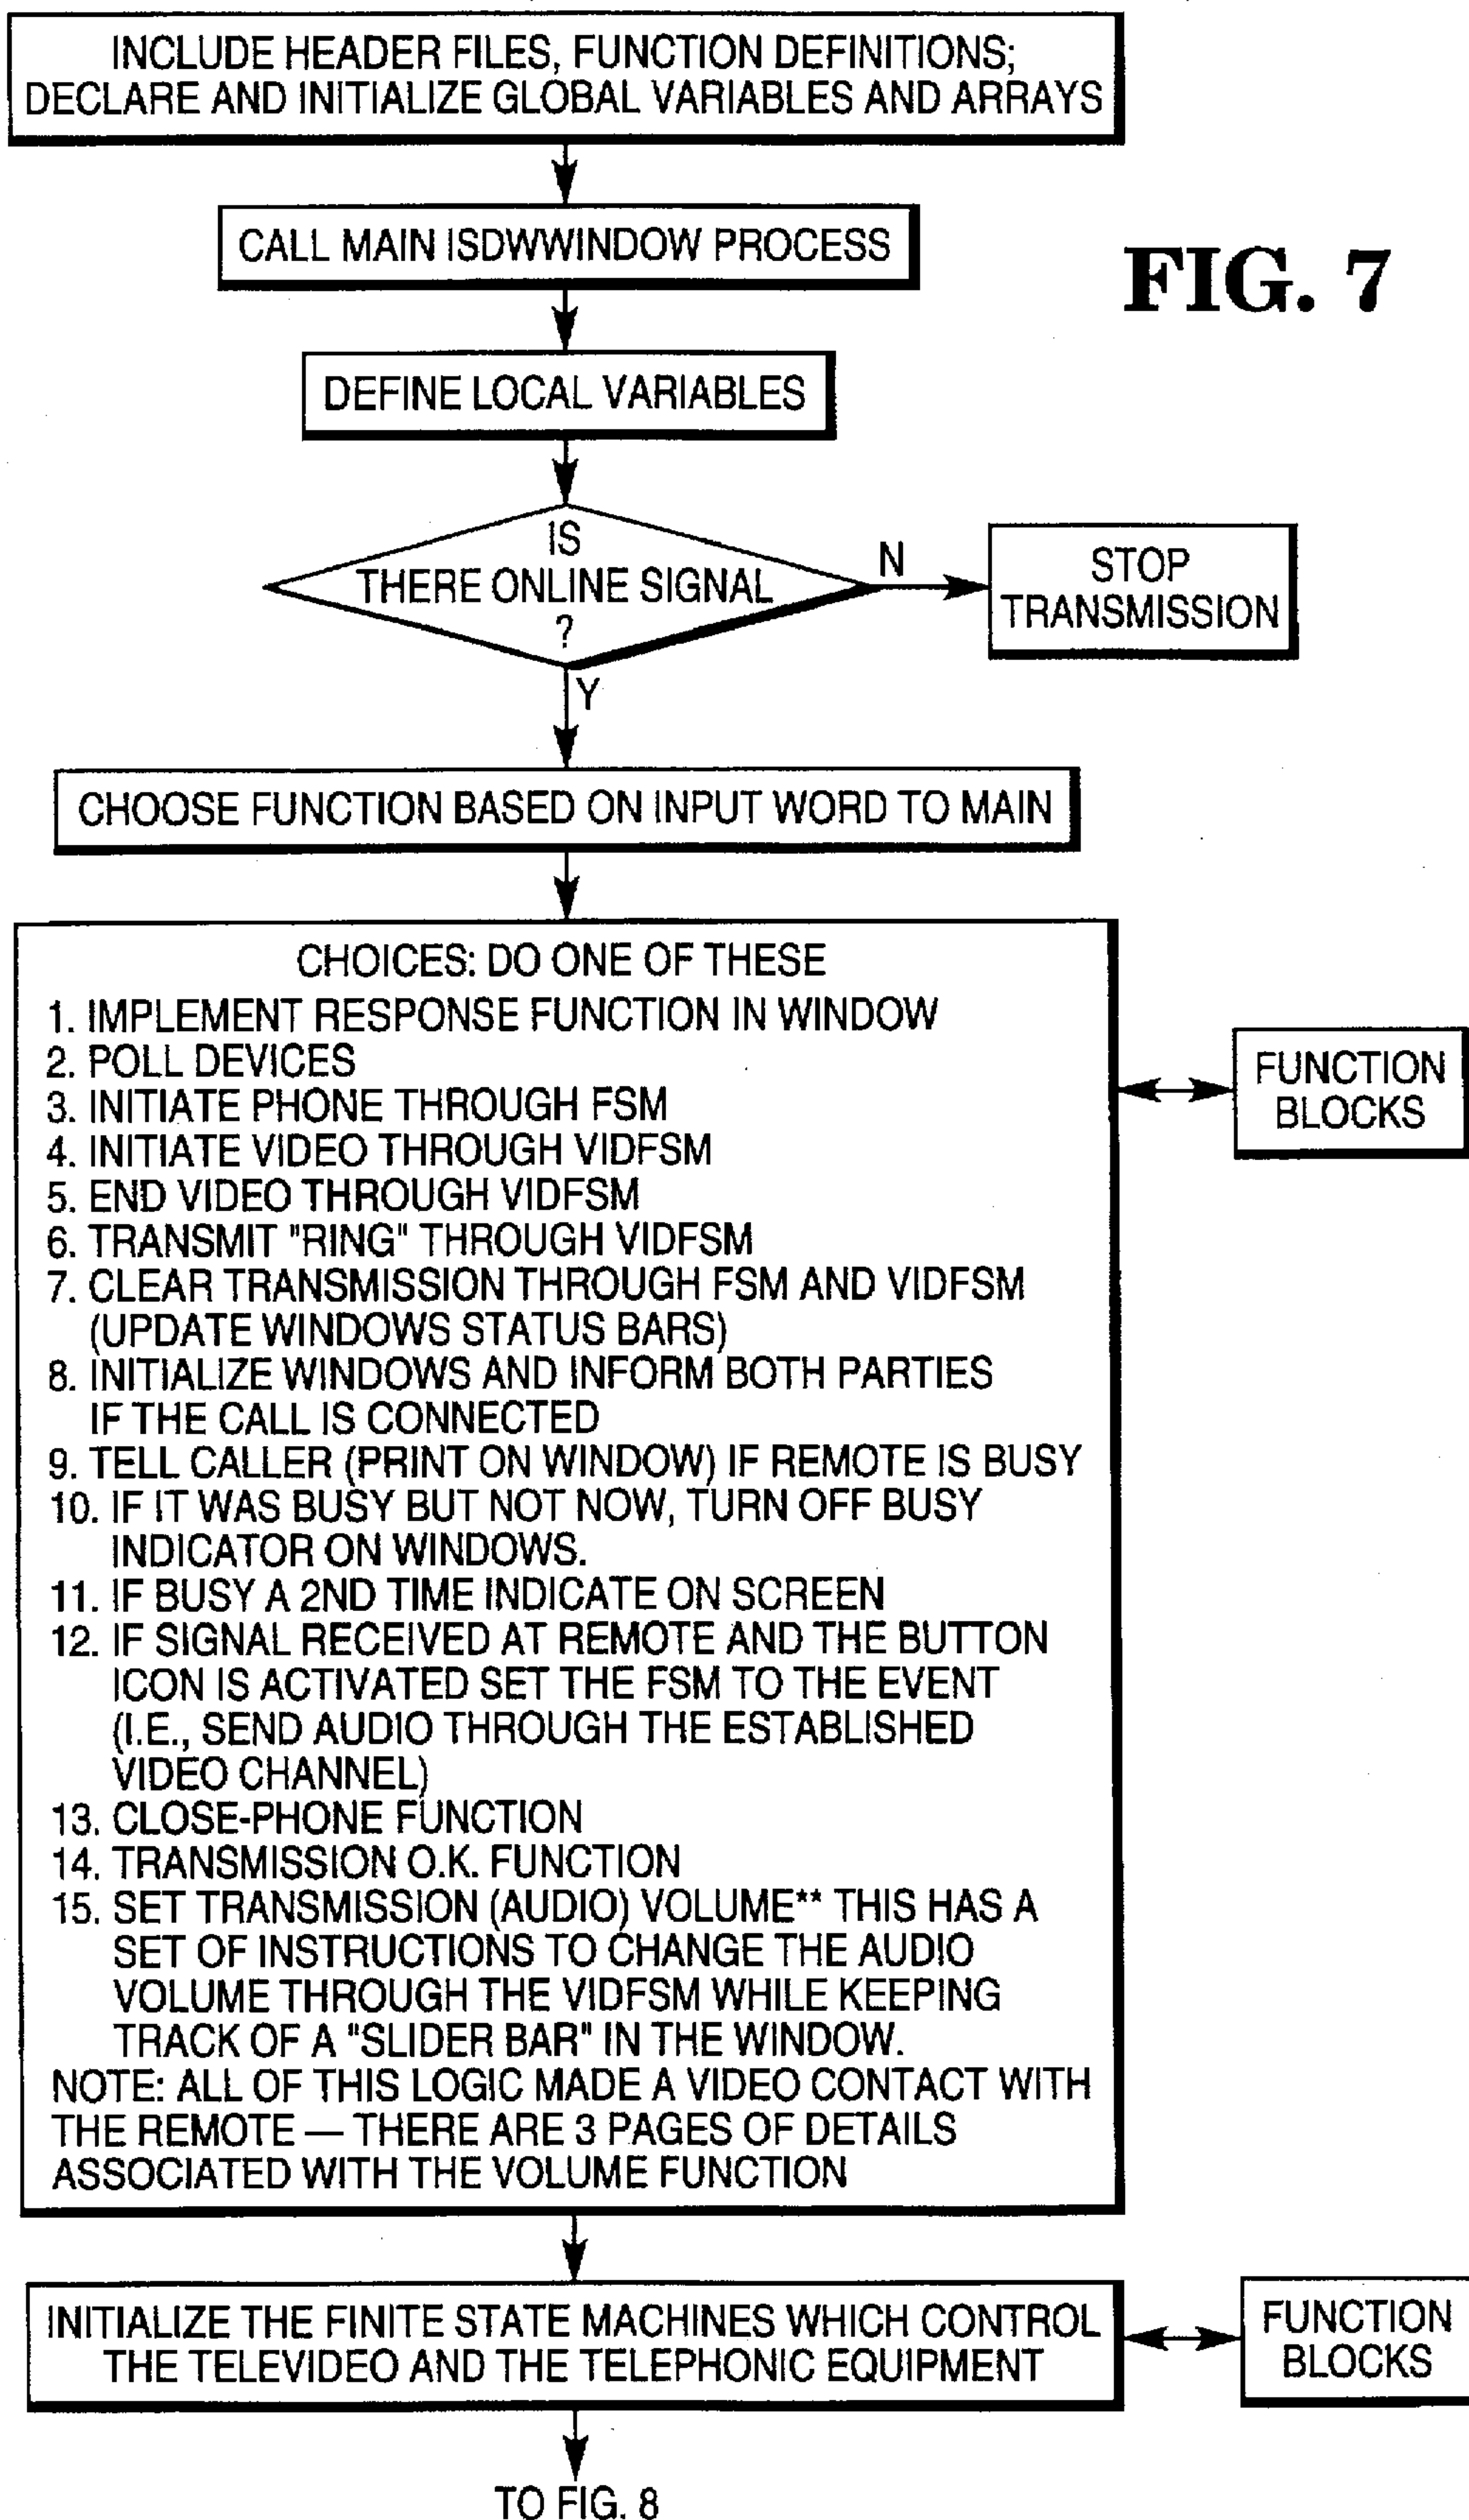 INCLUDE HEADER FILES, FUNCTION DEFINITIONS;
DECLARE AND INITIALIZE GLOBAL VARIABLES AND ARRAYS
CALL MAIN ISDWWINDOW PROCESS
FIG. 7
DEFINE LOCAL VARIABLES
IS
THERE ONLINE SIGNAL
?
N
STOP
TRANSMISSION
Y
CHOOSE FUNCTION BASED ON INPUT WORD TO MAIN
CHOICES: DO ONE OF THESE
1. IMPLEMENT RESPONSE FUNCTION IN WINDOW
2. POLL DEVICES
3. INITIATE PHONE THROUGH FSM
4. INITIATE VIDEO THROUGH VIDFSM
5. END VIDEO THROUGH VIDFSM
6. TRANSMIT "RING" THROUGH VIDFSM
7. CLEAR TRANSMISSION THROUGH FSM AND VIDFSM
(UPDATE WINDOWS STATUS BARS)
8. INITIALIZE WINDOWS AND INFORM BOTH PARTIES
IF THE CALL IS CONNECTED
9. TELL CALLER (PRINT ON WINDOW) IF REMOTE IS BUSY
10. IF IT WAS BUSY BUT NOT NOW, TURN OFF BUSY
INDICATOR ON WINDOWS.
11. IF BUSY A 2ND TIME INDICATE ON SCREEN
12. IF SIGNAL RECEIVED AT REMOTE AND THE BUTTON
ICON IS ACTIVATED SET THE FSM TO THE EVENT
(I.E., SEND AUDIO THROUGH THE ESTABLISHED
VIDEO CHANNEL)
13. CLOSE-PHONE FUNCTION
14. TRANSMISSION O.K. FUNCTION
15. SET TRANSMISSION (AUDIO) VOLUME** THIS HAS A
SET OF INSTRUCTIONS TO CHANGE THE AUDIO
VOLUME THROUGH THE VIDFSM WHILE KEEPING
TRACK OF A "SLIDER BAR" IN THE WINDOW.
NOTE: ALL OF THIS LOGIC MADE A VIDEO CONTACT WITH
THE REMOTE — THERE ARE 3 PAGES OF DETAILS
ASSOCIATED WITH THE VOLUME FUNCTION
FUNCTION
BLOCKS
INITIALIZE THE FINITE STATE MACHINES WHICH CONTROL
THE TELEVIDEO AND THE TELEPHONIC EQUIPMENT
FUNCTION
BLOCKS
TO FIG. 8